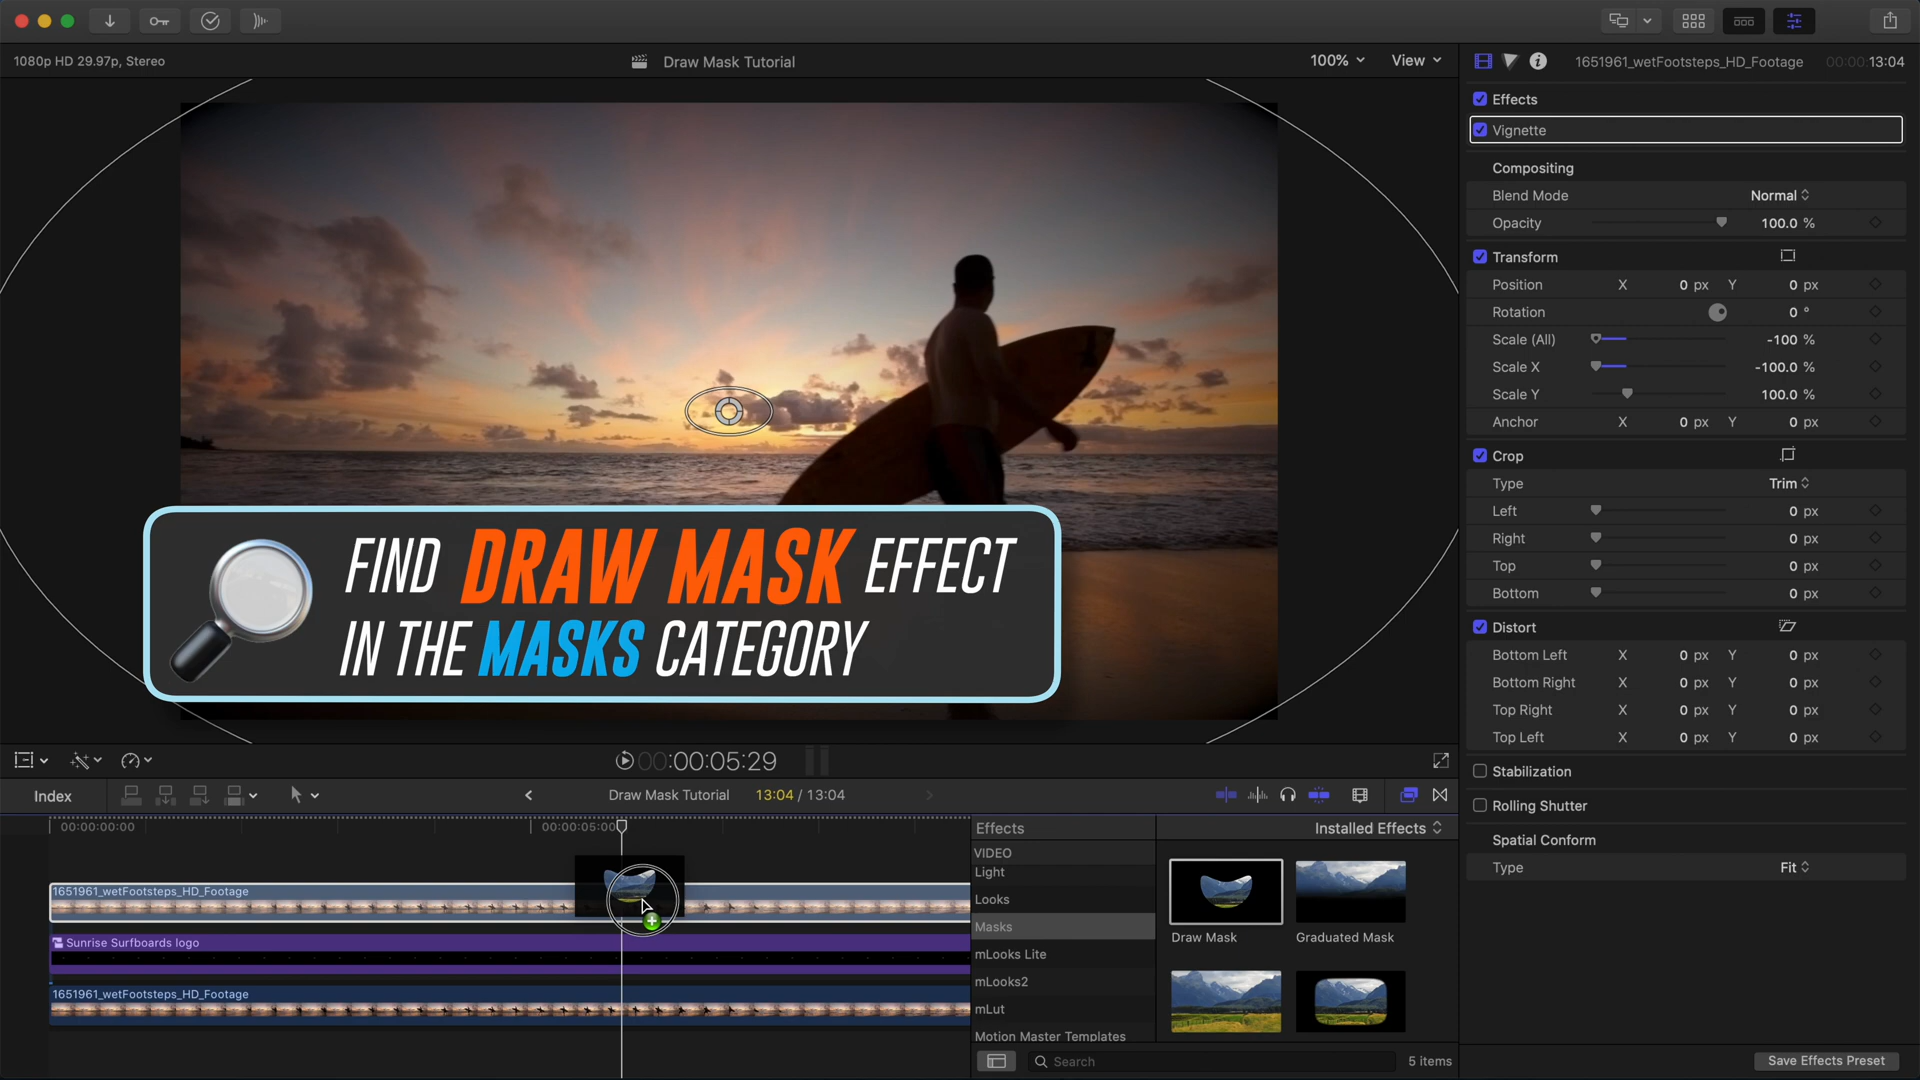 1080p HD 29.97p, Stereo
Draw Mask Tutorial
100%
View
1651961_wetFootsteps_HD_Footage
00:00:13:04
Effects
Vignette
Compositing
Blend Mode Normal
Opacity 100.0 %
Transform
Position X 0 px Y 0 px
Rotation 0 °
Scale (All) -100 %
Scale X -100.0 %
Scale Y 100.0 %
Anchor X 0 px Y 0 px
Crop
Type Trim
Left 0 px
Right 0 px
Top 0 px
Bottom 0 px
Distort
Bottom Left X 0 px Y 0 px
Bottom Right X 0 px Y 0 px
Top Right X 0 px Y 0 px
Top Left X 0 px Y 0 px
Stabilization
Rolling Shutter
Spatial Conform
Type Fit
Save Effects Preset
FIND DRAW MASK EFFECT
IN THE MASKS CATEGORY
00:00:05:29
Index
Draw Mask Tutorial
13:04 / 13:04
00:00:00:00
00:00:05:00
1651961_wetFootsteps_HD_Footage
Sunrise Surfboards logo
1651961_wetFootsteps_HD_Footage
Effects
Installed Effects
VIDEO
Light
Looks
Masks
mLooks Lite
mLooks2
mLut
Motion Master Templates
Draw Mask
Graduated Mask
Search
5 items